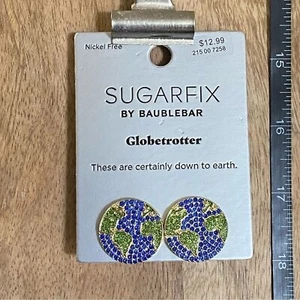 Nickel Free
$12.99
215 00 7258
SUGARFIX
BY BAUBLEBAR
Globetrotter
These are certainly down to earth.
15
16
17
18